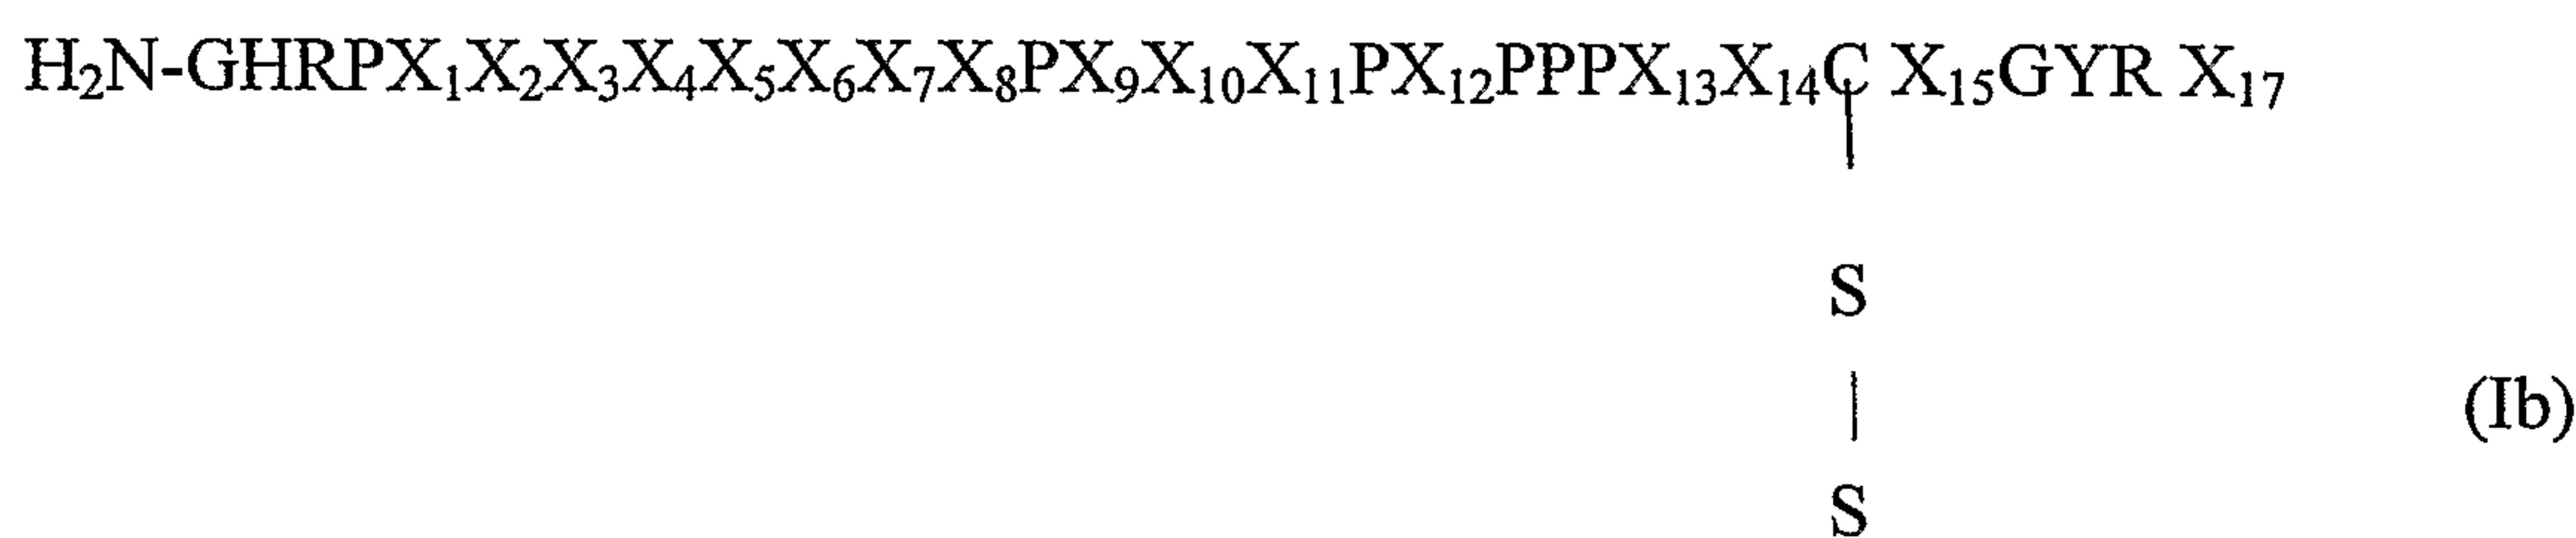 H₂N-GHRPX₁X₂X₃X₄X₅X₆X₇X₈PX₉X₁₀X₁₁PX₁₂PPPX₁₃X₁₄C X₁₅GYR X₁₇
S
(Ib)
S